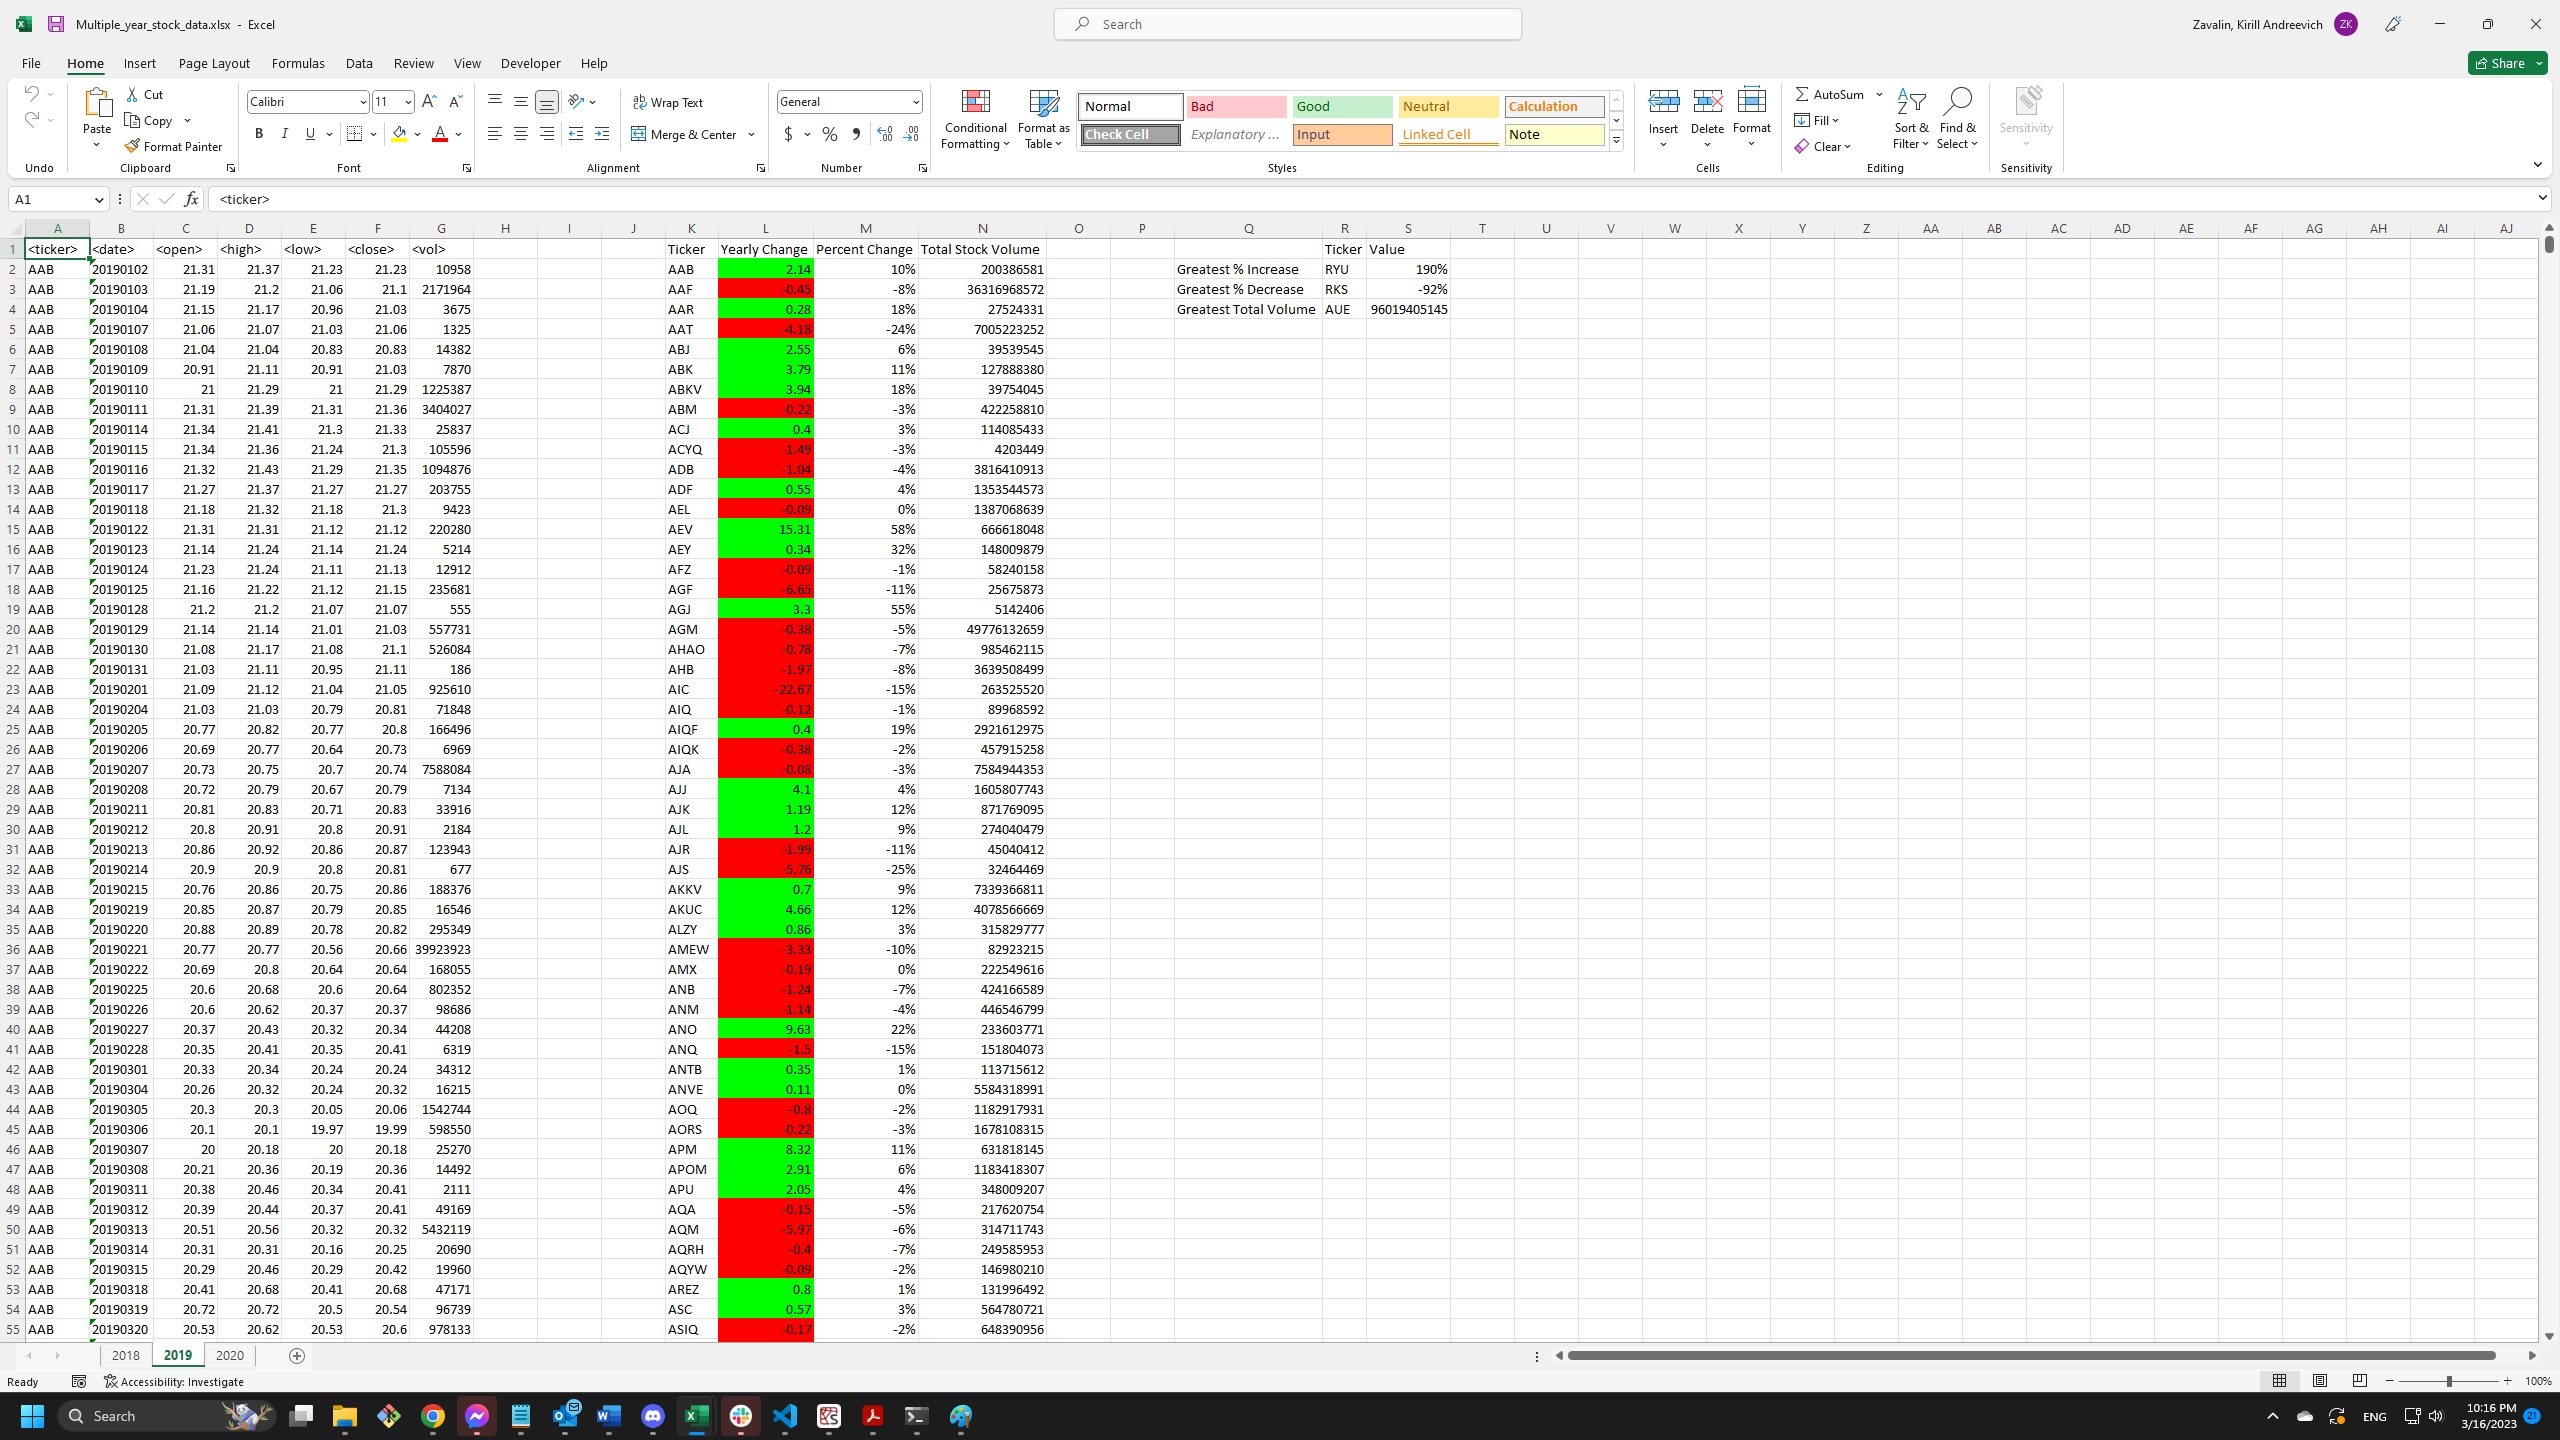 Multiple_year_stock_data.xlsx - Excel
Search
Zavalin, Kirill Andreevich ZK
File Home Insert Page Layout Formulas Data Review View Developer Help Share
Cut Calibri 11 Wrap Text General Normal Bad Good Neutral Calculation AutoSum
Paste Copy Merge & Center Conditional Formatting Format as Table Check Cell Explanatory ... Input Linked Cell Note Insert Delete Format Fill Sort & Filter Find & Select Sensitivity
Format Painter Clear
Undo Clipboard Font Alignment Number Styles Cells Editing Sensitivity
A1 <ticker>
A B C D E F G H I J K L M N O P Q R S T U V W X Y Z AA AB AC AD AE AF AG AH AI AJ
1 <ticker> <date> <open> <high> <low> <close> <vol> Ticker Yearly Change Percent Change Total Stock Volume Ticker Value
2 AAB 20190102 21.31 21.37 21.23 21.23 10958 AAB 2.14 10% 200386581 Greatest % Increase RYU 190%
3 AAB 20190103 21.19 21.2 21.06 21.1 2171964 AAF -0.45 -8% 36316968572 Greatest % Decrease RKS -92%
4 AAB 20190104 21.15 21.17 20.96 21.03 3675 AAR 0.28 18% 27524331 Greatest Total Volume AUE 96019405145
5 AAB 20190107 21.06 21.07 21.03 21.06 1325 AAT -4.18 -24% 7005223252
6 AAB 20190108 21.04 21.04 20.83 20.83 14382 ABJ 2.55 6% 39539545
7 AAB 20190109 20.91 21.11 20.91 21.03 7870 ABK 3.79 11% 127888380
8 AAB 20190110 21 21.29 21 21.29 1225387 ABKV 3.94 18% 39754045
9 AAB 20190111 21.31 21.39 21.31 21.36 3404027 ABM -0.22 -3% 422258810
10 AAB 20190114 21.34 21.41 21.3 21.33 25837 ACJ 0.4 3% 114085433
11 AAB 20190115 21.34 21.36 21.24 21.3 105596 ACYQ -1.49 -3% 4203449
12 AAB 20190116 21.32 21.43 21.29 21.35 1094876 ADB -1.04 -4% 3816410913
13 AAB 20190117 21.27 21.37 21.27 21.27 203755 ADF 0.55 4% 1353544573
14 AAB 20190118 21.18 21.32 21.18 21.3 9423 AEL -0.09 0% 1387068639
15 AAB 20190122 21.31 21.31 21.12 21.12 220280 AEV 15.31 58% 666618048
16 AAB 20190123 21.14 21.24 21.14 21.24 5214 AEY 0.34 32% 148009879
17 AAB 20190124 21.23 21.24 21.11 21.13 12912 AFZ -0.09 -1% 58240158
18 AAB 20190125 21.16 21.22 21.12 21.15 235681 AGF -6.65 -11% 25675873
19 AAB 20190128 21.2 21.2 21.07 21.07 555 AGJ 3.3 55% 5142406
20 AAB 20190129 21.14 21.14 21.01 21.03 557731 AGM -0.38 -5% 49776132659
21 AAB 20190130 21.08 21.17 21.08 21.1 526084 AHAO -0.78 -7% 985462115
22 AAB 20190131 21.03 21.11 20.95 21.11 186 AHB -1.97 -8% 3639508499
23 AAB 20190201 21.09 21.12 21.04 21.05 925610 AIC -22.67 -15% 263525520
24 AAB 20190204 21.03 21.03 20.79 20.81 71848 AIQ -0.12 -1% 89968592
25 AAB 20190205 20.77 20.82 20.77 20.8 166496 AIQF 0.4 19% 2921612975
26 AAB 20190206 20.69 20.77 20.64 20.73 6969 AIQK -0.38 -2% 457915258
27 AAB 20190207 20.73 20.75 20.7 20.74 7588084 AJA -0.08 -3% 7584944353
28 AAB 20190208 20.72 20.79 20.67 20.79 7134 AJJ 4.1 4% 1605807743
29 AAB 20190211 20.81 20.83 20.71 20.83 33916 AJK 1.19 12% 871769095
30 AAB 20190212 20.8 20.91 20.8 20.91 2184 AJL 1.2 9% 274040479
31 AAB 20190213 20.86 20.92 20.86 20.87 123943 AJR -1.99 -11% 45040412
32 AAB 20190214 20.9 20.9 20.8 20.81 677 AJS -5.76 -25% 32464469
33 AAB 20190215 20.76 20.86 20.75 20.86 188376 AKKV 0.7 9% 7339366811
34 AAB 20190219 20.85 20.87 20.79 20.85 16546 AKUC 4.66 12% 4078566669
35 AAB 20190220 20.88 20.89 20.78 20.82 295349 ALZY 0.86 3% 315829777
36 AAB 20190221 20.77 20.77 20.56 20.66 39923923 AMEW -3.33 -10% 82923215
37 AAB 20190222 20.69 20.8 20.64 20.64 168055 AMX -0.19 0% 222549616
38 AAB 20190225 20.6 20.68 20.6 20.64 802352 ANB -1.24 -7% 424166589
39 AAB 20190226 20.6 20.62 20.37 20.37 98686 ANM -1.14 -4% 446546799
40 AAB 20190227 20.37 20.43 20.32 20.34 44208 ANO 9.63 22% 233603771
41 AAB 20190228 20.35 20.41 20.35 20.41 6319 ANQ -1.5 -15% 151804073
42 AAB 20190301 20.33 20.34 20.24 20.24 34312 ANTB 0.35 1% 113715612
43 AAB 20190304 20.26 20.32 20.24 20.32 16215 ANVE 0.11 0% 5584318991
44 AAB 20190305 20.3 20.3 20.05 20.06 1542744 AOQ -0.8 -2% 1182917931
45 AAB 20190306 20.1 20.1 19.97 19.99 598550 AORS -0.22 -3% 1678108315
46 AAB 20190307 20 20.18 20 20.18 25270 APM 8.32 11% 631818145
47 AAB 20190308 20.21 20.36 20.19 20.36 14492 APOM 2.91 6% 1183418307
48 AAB 20190311 20.38 20.46 20.34 20.41 2111 APU 2.05 4% 348009207
49 AAB 20190312 20.39 20.44 20.37 20.41 49169 AQA -0.15 -5% 217620754
50 AAB 20190313 20.51 20.56 20.32 20.32 5432119 AQM -5.97 -6% 314711743
51 AAB 20190314 20.31 20.31 20.16 20.25 20690 AQRH -0.4 -7% 249585953
52 AAB 20190315 20.29 20.46 20.29 20.42 19960 AQYW -0.09 -2% 146980210
53 AAB 20190318 20.41 20.68 20.41 20.68 47171 AREZ 0.8 1% 131996492
54 AAB 20190319 20.72 20.72 20.5 20.54 96739 ASC 0.57 3% 564780721
55 AAB 20190320 20.53 20.62 20.53 20.6 978133 ASIQ -0.17 -2% 648390956
2018 2019 2020
Ready Accessibility: Investigate 100%
Search ENG 10:16 PM 21
3/16/2023